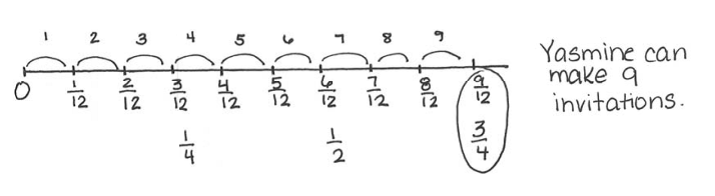 1 2 3 4 5 6 7 8 9
0 1/12 2/12 3/12 4/12 5/12 6/12 7/12 8/12 9/12
1/4 1/2 3/4
Yasmine can
make 9
invitations.